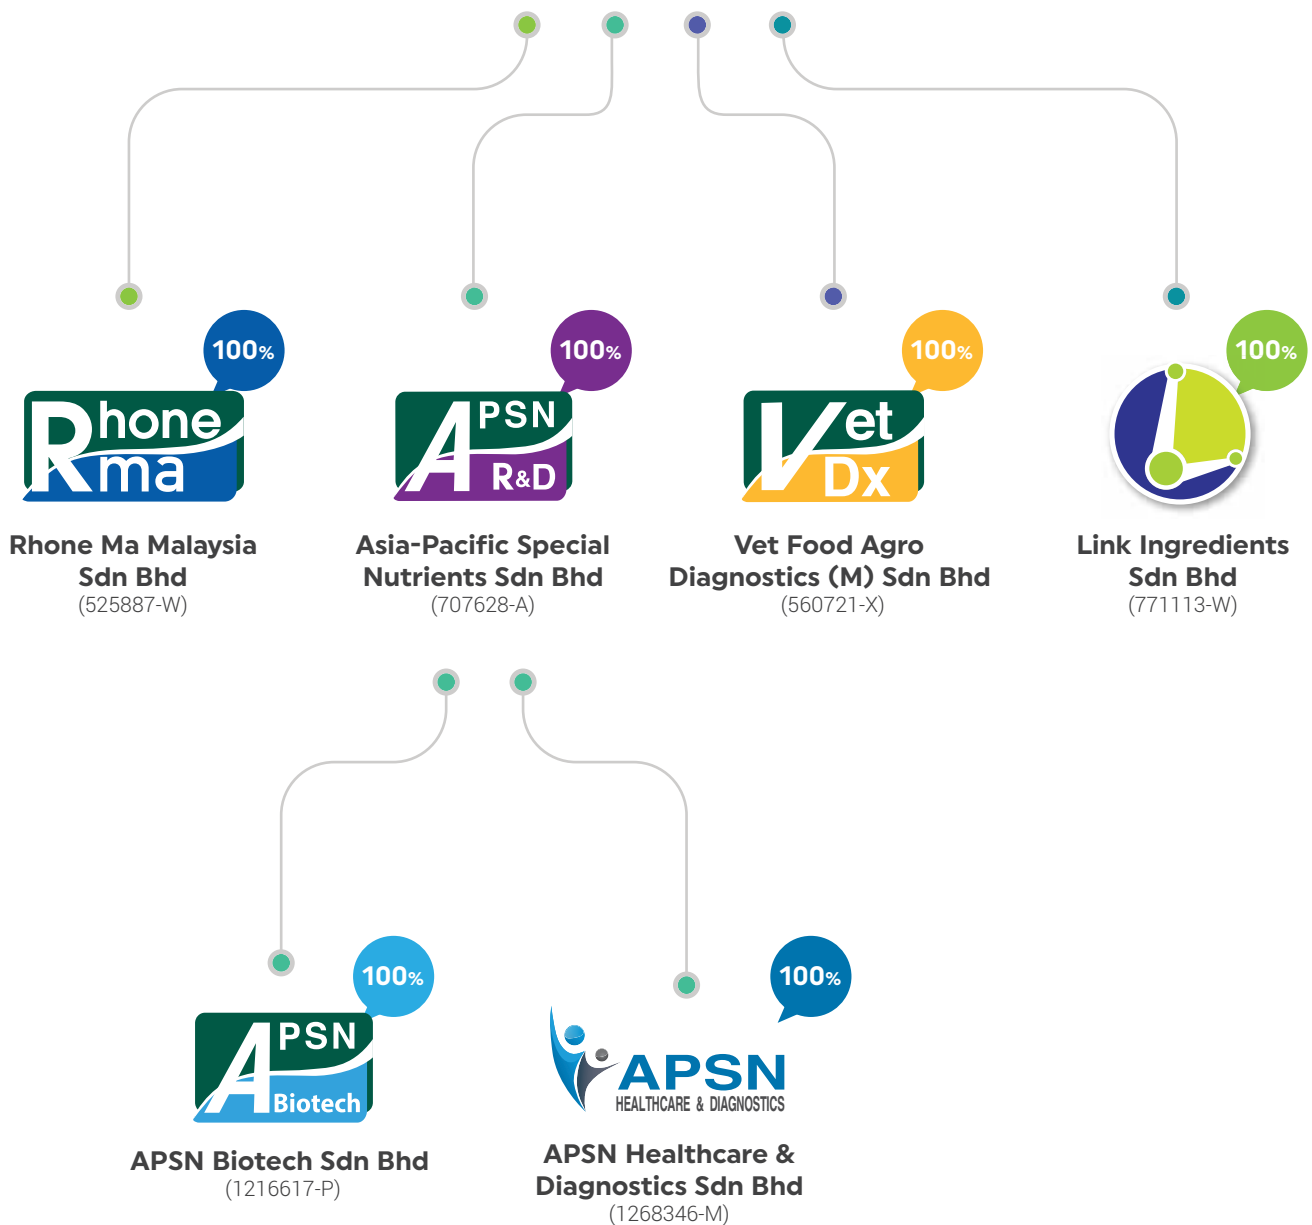 100%
100%
100%
100%
Rhone
ma
APSN
R&D
Vet
Dx
Rhone Ma Malaysia
Sdn Bhd
(525887-W)
Asia-Pacific Special
Nutrients Sdn Bhd
(707628-A)
Vet Food Agro
Diagnostics (M) Sdn Bhd
(560721-X)
Link Ingredients
Sdn Bhd
(771113-W)
100%
100%
APSN
Biotech
APSN
HEALTHCARE & DIAGNOSTICS
APSN Biotech Sdn Bhd
(1216617-P)
APSN Healthcare &
Diagnostics Sdn Bhd
(1268346-M)